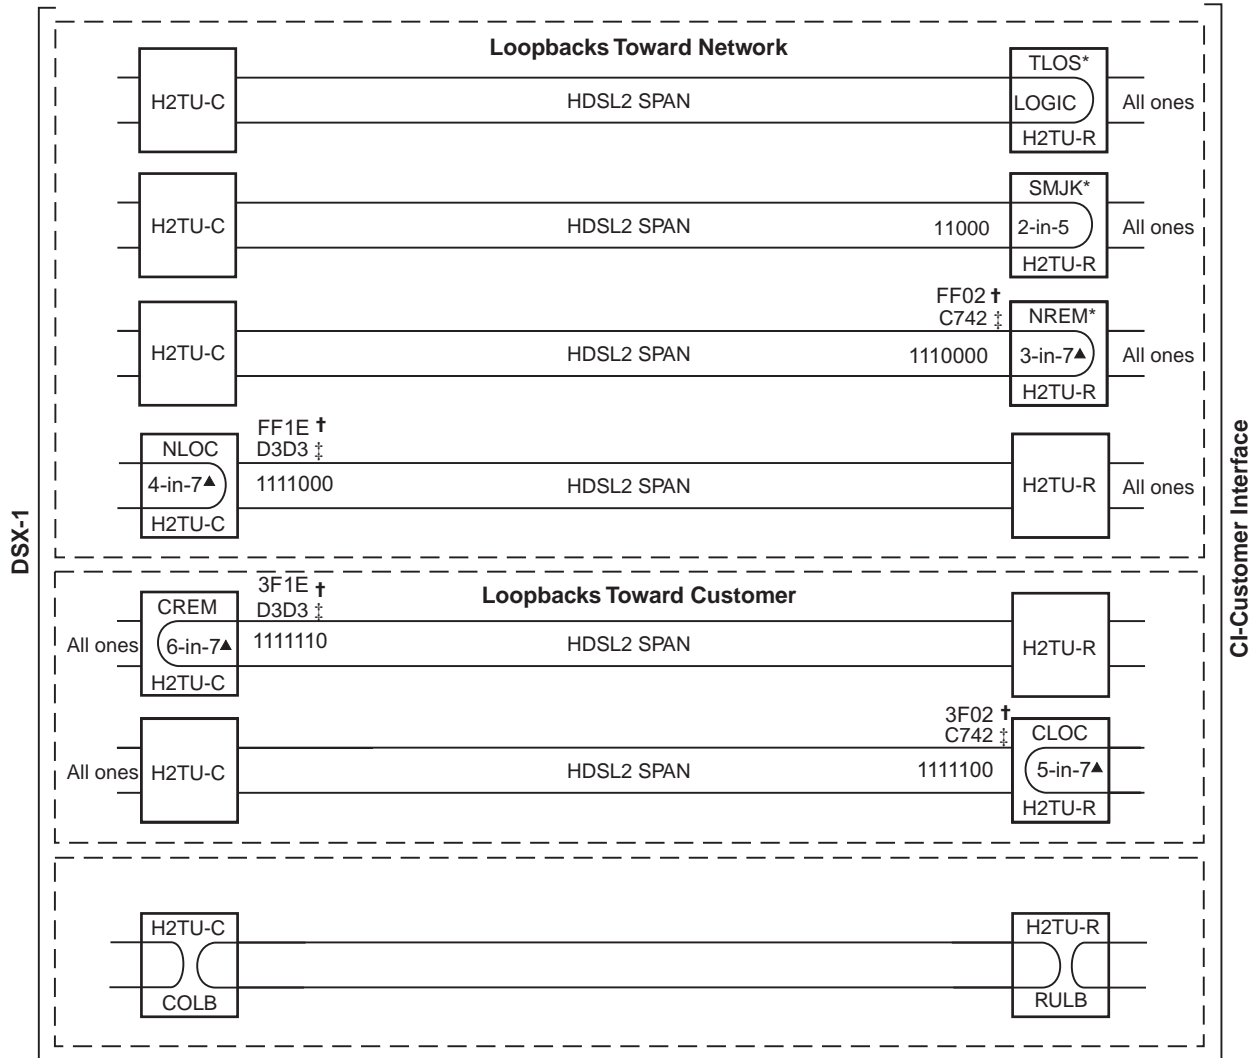 Loopbacks Toward Network
H2TU-C
HDSL2 SPAN
TLOS*
LOGIC
H2TU-R
All ones
H2TU-C
HDSL2 SPAN
11000
SMJK*
2-in-5
H2TU-R
All ones
FF02 †
C742 ‡
H2TU-C
HDSL2 SPAN
1110000
NREM*
3-in-7▲
H2TU-R
All ones
FF1E †
D3D3 ‡
NLOC
4-in-7▲
H2TU-C
1111000
HDSL2 SPAN
H2TU-R
All ones
DSX-1
CI-Customer Interface
Loopbacks Toward Customer
3F1E †
D3D3 ‡
All ones
CREM
6-in-7▲
H2TU-C
1111110
HDSL2 SPAN
H2TU-R
3F02 †
C742 ‡
All ones
H2TU-C
HDSL2 SPAN
1111100
CLOC
5-in-7▲
H2TU-R
H2TU-C
COLB
H2TU-R
RULB